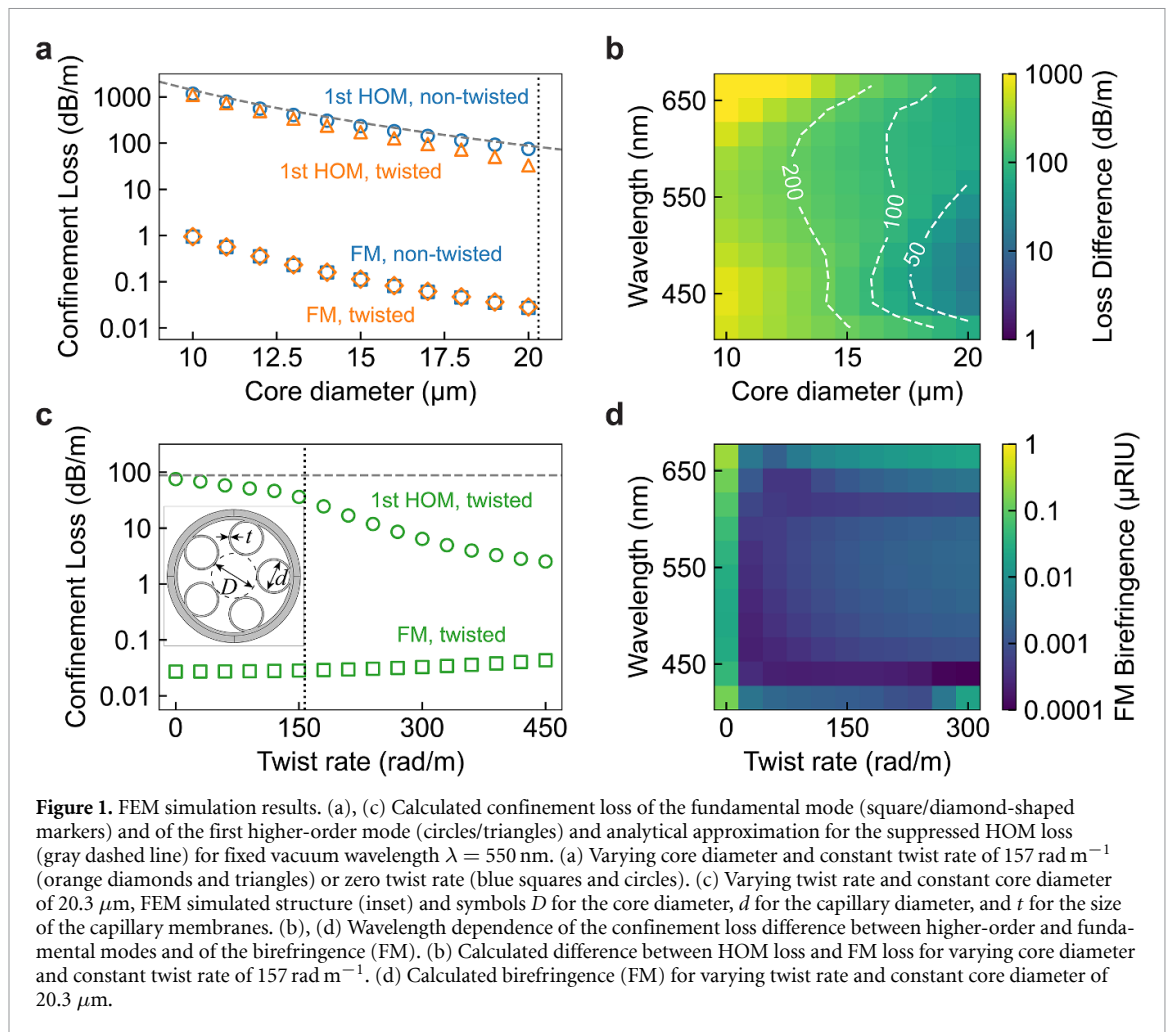 a
Confinement Loss (dB/m)
1000
100
10
1
0.1
0.01
1st HOM, non-twisted
1st HOM, twisted
FM, non-twisted
FM, twisted
10
12.5
15
17.5
20
Core diameter (µm)
b
Wavelength (nm)
650
550
450
200
100
50
10
15
20
Core diameter (µm)
1000
100
10
1
Loss Difference (dB/m)
c
Confinement Loss (dB/m)
100
10
1
0.1
0.01
1st HOM, twisted
t
D
d
FM, twisted
0
150
300
450
Twist rate (rad/m)
d
Wavelength (nm)
650
550
450
0
150
300
Twist rate (rad/m)
1
0.1
0.01
0.001
0.0001
FM Birefringence (µRIU)
Figure 1. FEM simulation results. (a), (c) Calculated confinement loss of the fundamental mode (square/diamond-shaped
markers) and of the first higher-order mode (circles/triangles) and analytical approximation for the suppressed HOM loss
(gray dashed line) for fixed vacuum wavelength λ = 550 nm. (a) Varying core diameter and constant twist rate of 157 rad m⁻¹
(orange diamonds and triangles) or zero twist rate (blue squares and circles). (c) Varying twist rate and constant core diameter
of 20.3 µm, FEM simulated structure (inset) and symbols D for the core diameter, d for the capillary diameter, and t for the size
of the capillary membranes. (b), (d) Wavelength dependence of the confinement loss difference between higher-order and funda-
mental modes and of the birefringence (FM). (b) Calculated difference between HOM loss and FM loss for varying core diameter
and constant twist rate of 157 rad m⁻¹. (d) Calculated birefringence (FM) for varying twist rate and constant core diameter of
20.3 µm.